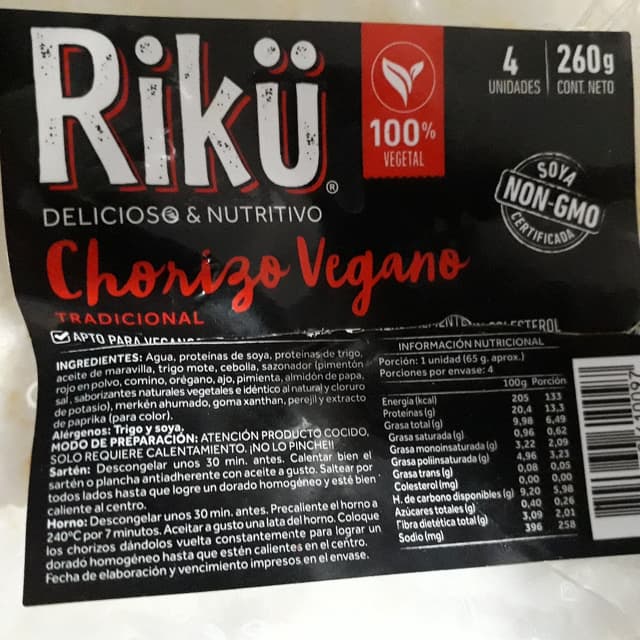 Rikü®
DELICIOSO & NUTRITIVO
100%
VEGETAL
4
UNIDADES
260g
CONT. NETO
SOYA
NON-GMO
CERTIFICADA
Chorizo Vegano
TRADICIONAL
APTO PARA VEGANOS
COLESTEROL
INGREDIENTES: Agua, proteínas de soya, proteínas de trigo,
aceite de maravilla, trigo mote, cebolla, sazonador (pimentón
rojo en polvo, comino, orégano, ajo, pimienta, almidón de papa,
sal, saborizantes naturales vegetales e idéntico al natural y cloruro
de potasio), merkén ahumado, goma xanthan, perejil y extracto
de paprika (para color).
Alérgenos: Trigo y soya.
MODO DE PREPARACIÓN: ATENCIÓN PRODUCTO COCIDO,
SOLO REQUIERE CALENTAMIENTO. ¡NO LO PINCHE!!
Sartén: Descongelar unos 30 min. antes. Calentar bien el
sartén o plancha antiadherente con aceite a gusto. Saltear por
todos lados hasta que logre un dorado homogéneo y esté bien
caliente al centro.
Horno: Descongelar unos 30 min. antes. Precaliente el horno a
240°C por 7 minutos. Aceitar a gusto una lata del horno. Coloque
los chorizos dándolos vuelta constantemente para lograr un
dorado homogéneo hasta que estén calientes en el centro.
Fecha de elaboración y vencimiento impresos en el envase.
INFORMACIÓN NUTRICIONAL
Porción: 1 unidad (65 g. aprox.)
Porciones por envase: 4
100g Porción
Energía (kcal) 205 133
Proteínas (g) 20,4 13,3
Grasa total (g) 9,98 6,49
Grasa saturada (g) 0,96 0,62
Grasa monoinsaturada (g) 3,22 2,09
Grasa poliinsaturada (g) 4,96 3,23
Grasa trans (g) 0,08 0,05
Colesterol (mg) 0,00 0,00
H. de carbono disponibles (g) 9,20 5,98
Azúcares totales (g) 0,40 0,26
Fibra dietética total (g) 3,09 2,01
Sodio (mg) 396 258